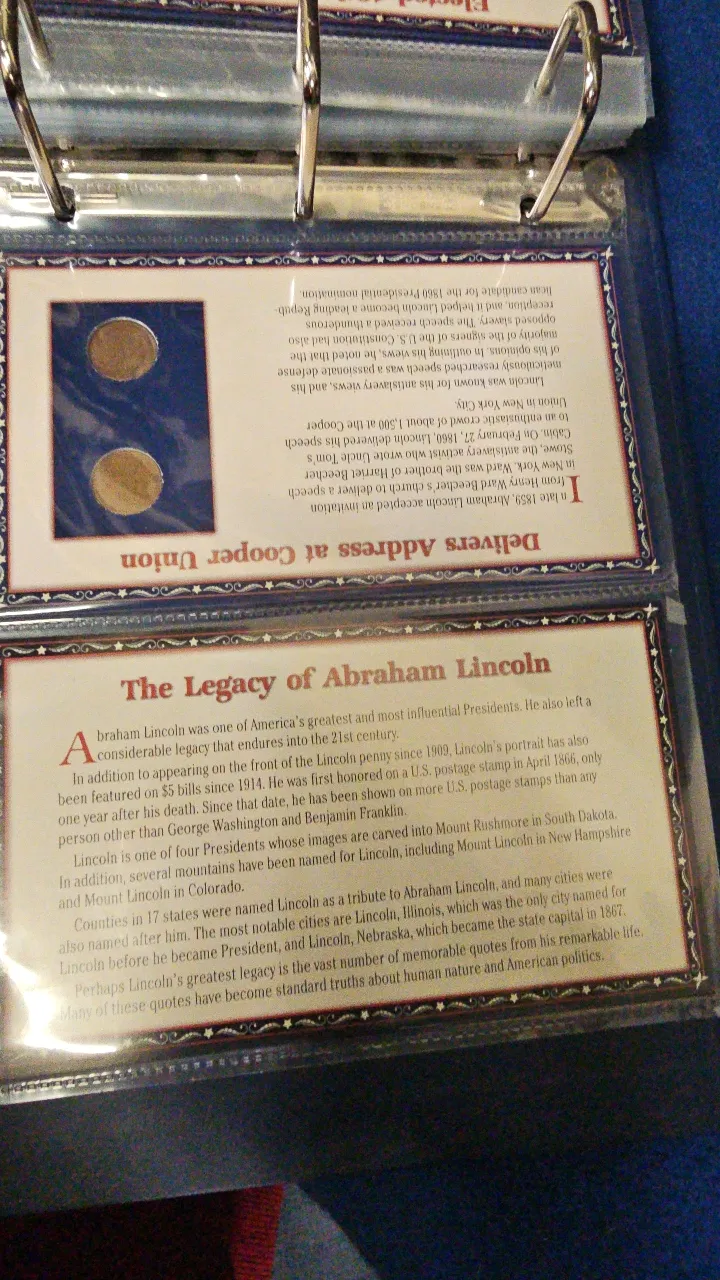 Elected
Delivers Address at Cooper Union
In late 1859, Abraham Lincoln accepted an invitation
from Henry Ward Beecher's church to deliver a speech
in New York. Ward was the brother of Harriet Beecher
Stowe, the antislavery activist who wrote Uncle Tom's
Cabin. On February 27, 1860, Lincoln delivered his speech
to an enthusiastic crowd of about 1,500 at the Cooper
Union in New York City.
Lincoln was known for his antislavery views, and his
meticulously researched speech was a passionate defense
of his opinions. In outlining his views, he noted that the
majority of the signers of the U.S. Constitution had also
opposed slavery. The speech received a thunderous
reception, and it helped Lincoln become a leading Repub-
lican candidate for the 1860 Presidential nomination.
The Legacy of Abraham Lincoln
Abraham Lincoln was one of America's greatest and most influential Presidents. He also left a
considerable legacy that endures into the 21st century.
In addition to appearing on the front of the Lincoln penny since 1909, Lincoln's portrait has also
been featured on $5 bills since 1914. He was first honored on a U.S. postage stamp in April 1866, only
one year after his death. Since that date, he has been shown on more U.S. postage stamps than any
person other than George Washington and Benjamin Franklin.
Lincoln is one of four Presidents whose images are carved into Mount Rushmore in South Dakota.
In addition, several mountains have been named for Lincoln, including Mount Lincoln in New Hampshire
and Mount Lincoln in Colorado.
Counties in 17 states were named Lincoln as a tribute to Abraham Lincoln, and many cities were
also named after him. The most notable cities are Lincoln, Illinois, which was the only city named for
Lincoln before he became President, and Lincoln, Nebraska, which became the state capital in 1867.
Perhaps Lincoln's greatest legacy is the vast number of memorable quotes from his remarkable life.
Many of these quotes have become standard truths about human nature and American politics.